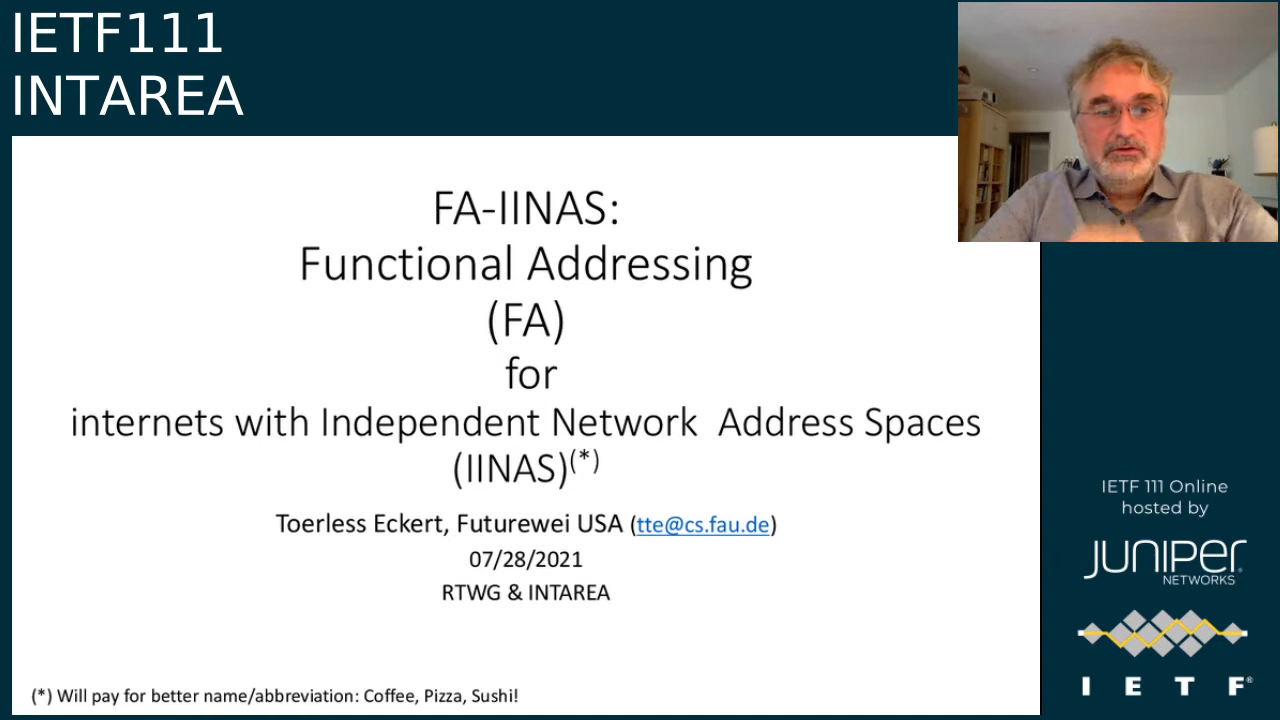 IETF111
INTAREA
FA-IINAS:
Functional Addressing
(FA)
for
internets with Independent Network Address Spaces
(IINAS)(*)
Toerless Eckert, Futurewei USA (tte@cs.fau.de)
07/28/2021
RTWG & INTAREA
(*) Will pay for better name/abbreviation: Coffee, Pizza, Sushi!
IETF 111 Online
hosted by
JUNIPER
NETWORKS
I E T F®